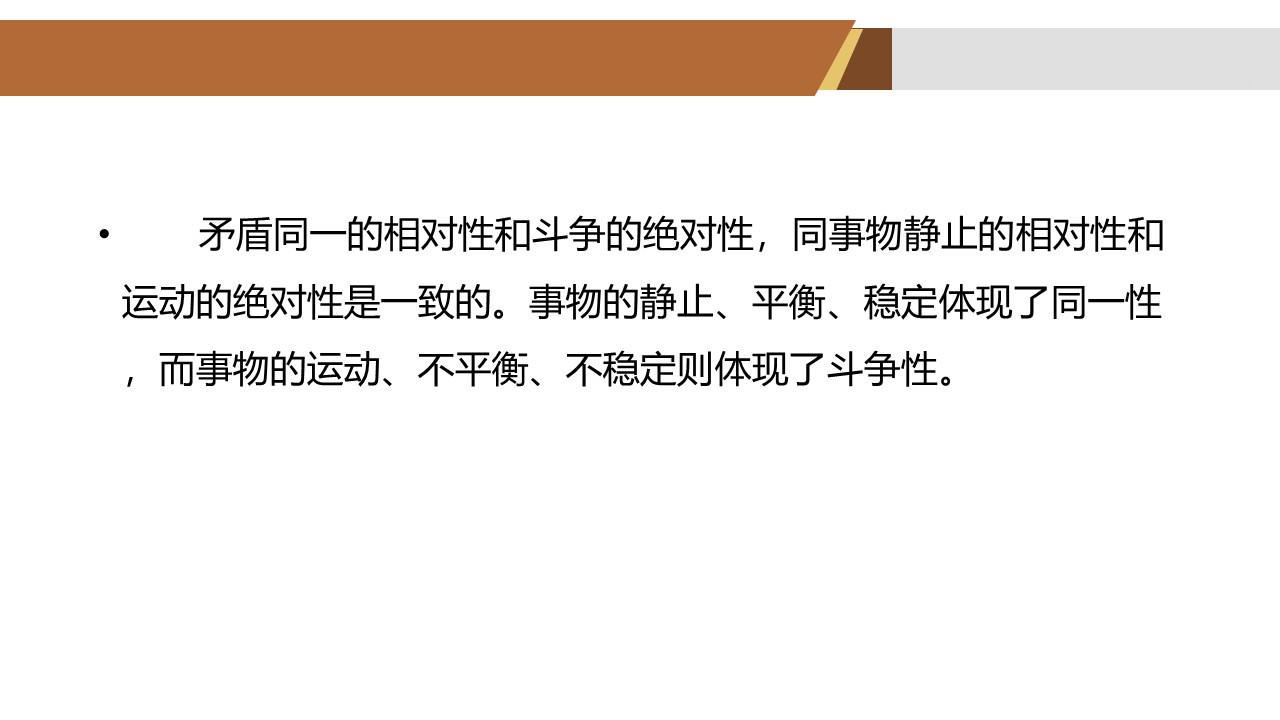 • 矛盾同一的相对性和斗争的绝对性，同事物静止的相对性和
运动的绝对性是一致的。事物的静止、平衡、稳定体现了同一性
，而事物的运动、不平衡、不稳定则体现了斗争性。